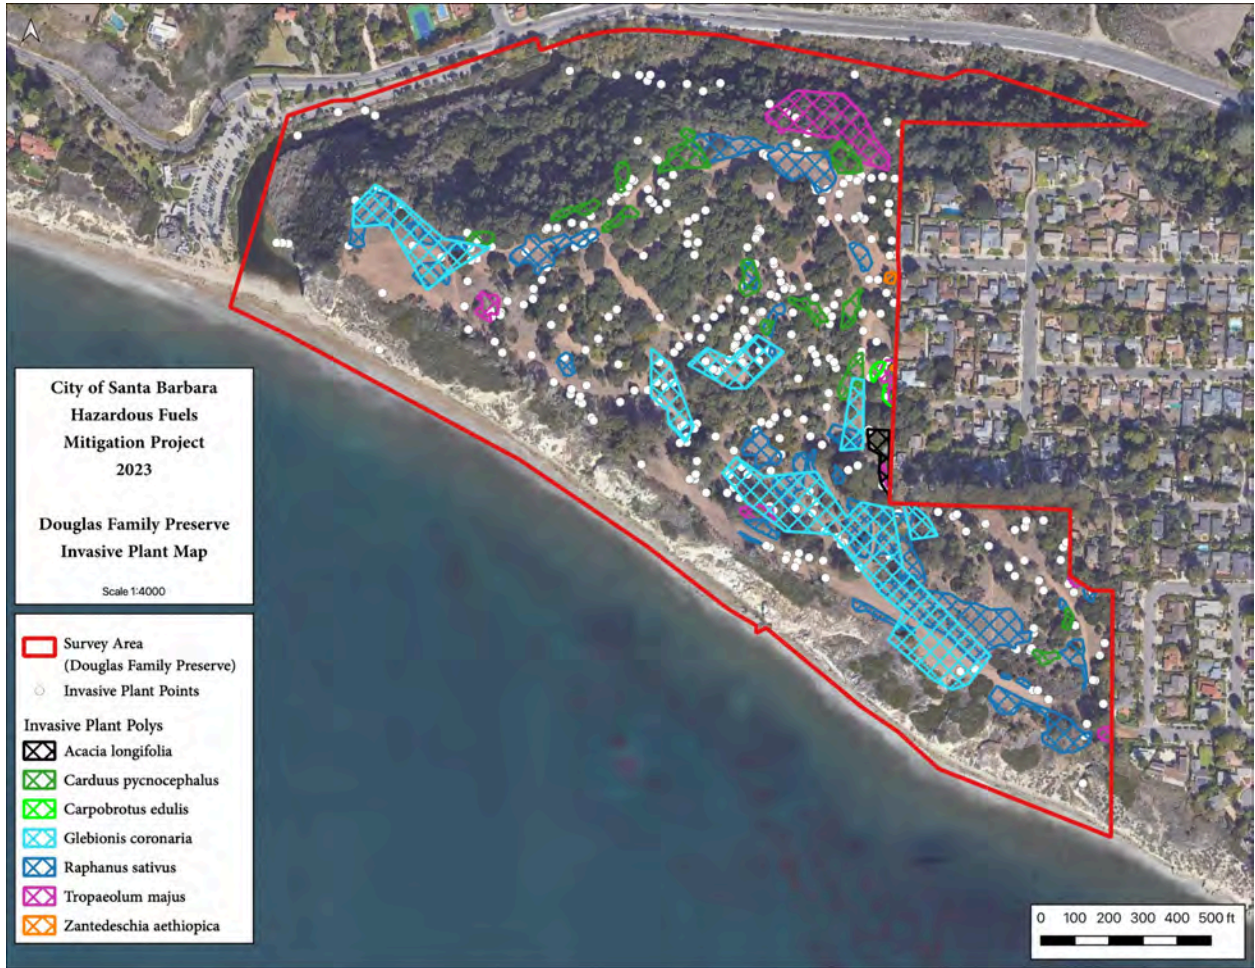 City of Santa Barbara
Hazardous Fuels
Mitigation Project
2023
Douglas Family Preserve
Invasive Plant Map
Scale 1:4000
Survey Area
(Douglas Family Preserve)
Invasive Plant Points
Invasive Plant Polys
Acacia longifolia
Carduus pycnocephalus
Carpobrotus edulis
Glebionis coronaria
Raphanus sativus
Tropaeolum majus
Zantedeschia aethiopica
0 100 200 300 400 500 ft